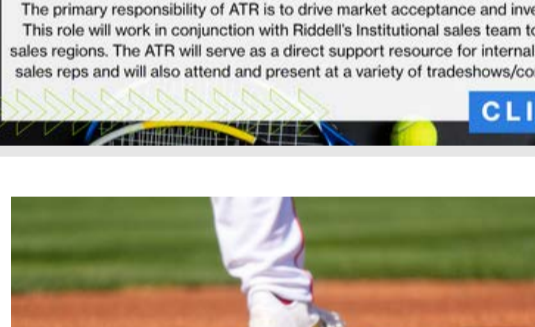 The primary responsibility of ATR is to drive market acceptance and
This role will work in conjunction with Riddell's Institutional sales team
sales regions. The ATR will serve as a direct support resource for internal
sales reps and will also attend and present at a variety of